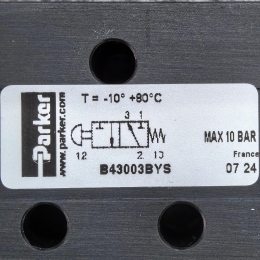 Parker
www.parker.com
T = -10° +80°C
3 1
12 2 10
B43003BYS
MAX 10 BAR
France
07 24